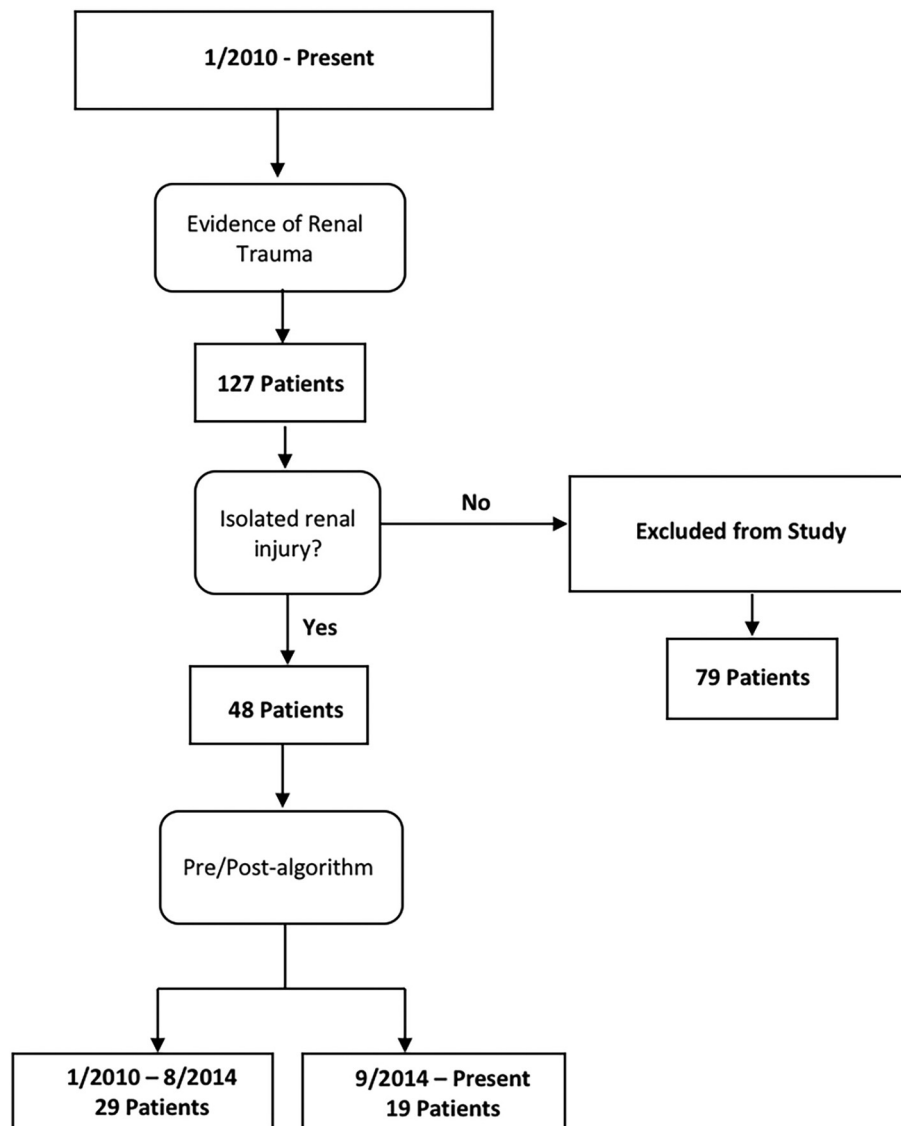 1/2010 - Present
Evidence of Renal
Trauma
127 Patients
Isolated renal
injury?
No
Excluded from Study
Yes
79 Patients
48 Patients
Pre/Post-algorithm
1/2010 – 8/2014
29 Patients
9/2014 – Present
19 Patients